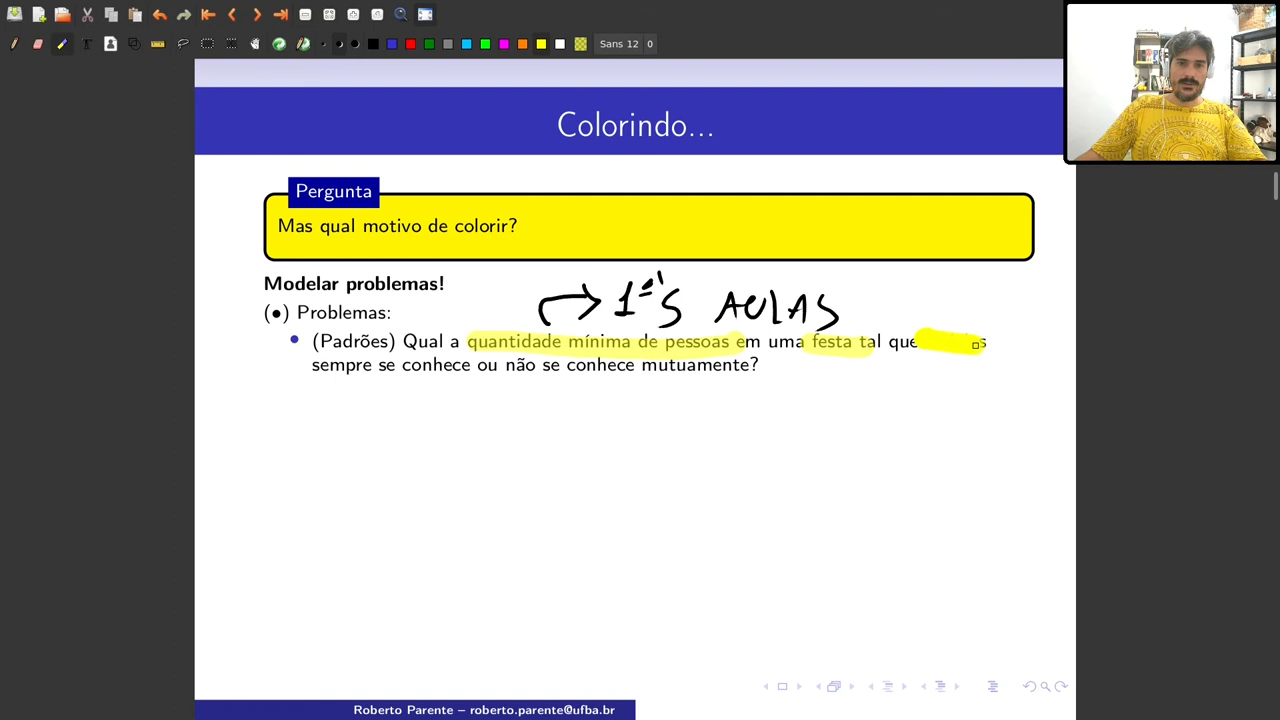 Sans 12 0
Colorindo...
Pergunta
Mas qual motivo de colorir?
Modelar problemas!
(•) Problemas:
1ª'S AULAS
• (Padrões) Qual a quantidade mínima de pessoas em uma festa tal que
sempre se conhece ou não se conhece mutuamente?
Roberto Parente – roberto.parente@ufba.br